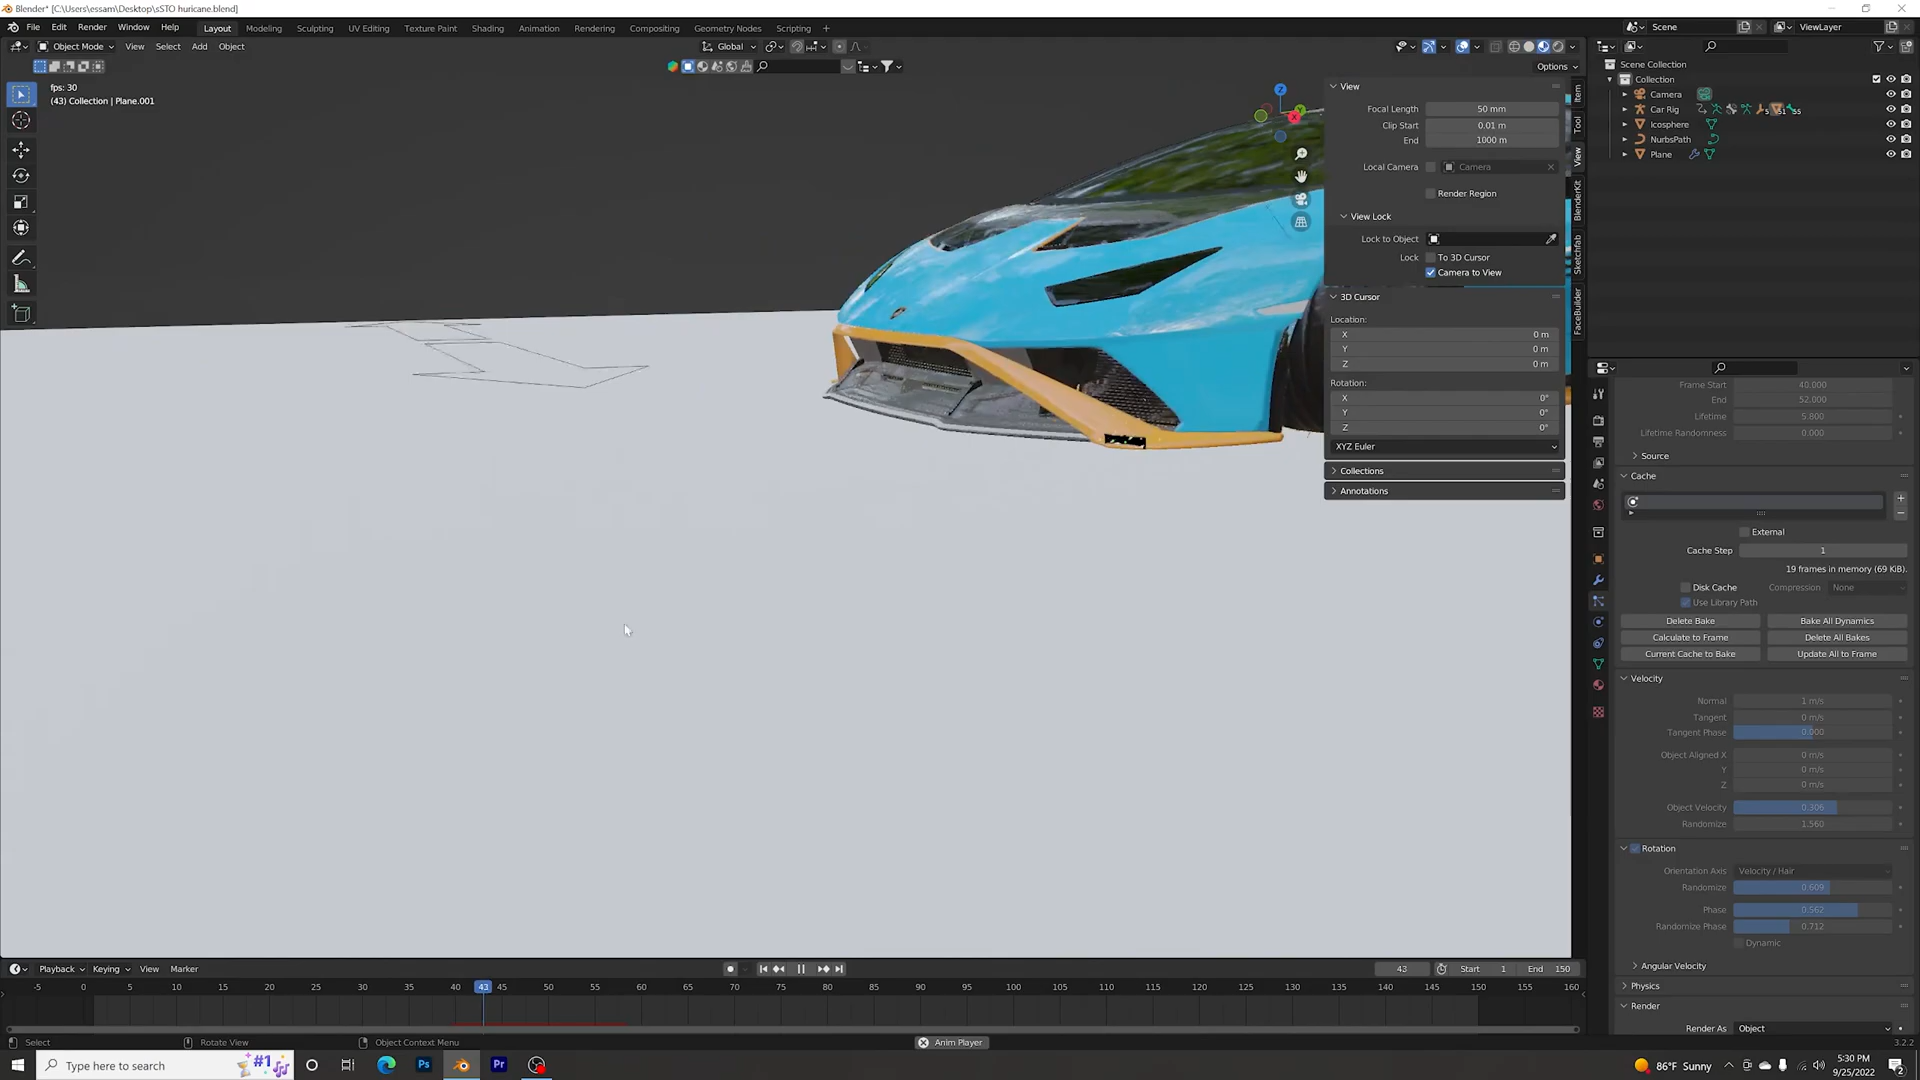 Blender* [C:\Users\essam\Desktop\sSTO huricane.blend]
File Edit Render Window Help Layout Modeling Sculpting UV Editing Texture Paint Shading Animation Rendering Compositing Geometry Nodes Scripting + Scene ViewLayer
Object Mode View Select Add Object Global
Options
fps: 30
(43) Collection | Plane.001
Z
Y
X
View
Focal Length 50 mm
Clip Start 0.01 m
End 1000 m
Local Camera Camera
Render Region
View Lock
Lock to Object
Lock To 3D Cursor
Camera to View
3D Cursor
Location:
X 0 m
Y 0 m
Z 0 m
Rotation:
X 0°
Y 0°
Z 0°
XYZ Euler
Collections
Annotations
Item
Tool
View
BlenderKit
Sketchfab
FaceBuilder
Scene Collection
Collection
Camera
Car Rig
Icosphere
NurbsPath
Plane
Frame Start 40.000
End 52.000
Lifetime 5.800
Lifetime Randomness 0.000
Source
Cache
External
Cache Step 1
19 frames in memory (69 KiB).
Disk Cache Compression None
Use Library Path
Delete Bake Bake All Dynamics
Calculate to Frame Delete All Bakes
Current Cache to Bake Update All to Frame
Velocity
Normal 1 m/s
Tangent 0 m/s
Tangent Phase 0.000
Object Aligned X 0 m/s
Y 0 m/s
Z 0 m/s
Object Velocity 0.306
Randomize 1.560
Rotation
Orientation Axis Velocity / Hair
Randomize 0.609
Phase 0.562
Randomize Phase 0.712
Dynamic
Angular Velocity
Physics
Render
Render As Object
Playback Keying View Marker 43 Start 1 End 150
-5 0 5 10 15 20 25 30 35 40 43 45 50 55 60 65 70 75 80 85 90 95 100 105 110 115 120 125 130 135 140 145 150 155 160
Select Rotate View Object Context Menu Anim Player 3.2.2
Type here to search #1 Ps Pr 86°F Sunny 5:30 PM
9/25/2022